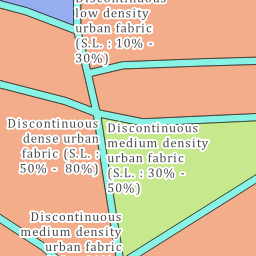 Discontinuous
low density
urban fabric
(S.L. : 10% -
30%)
Discontinuous
dense urban
fabric (S.L. :
50% -  80%)
Discontinuous
medium density
urban fabric
(S.L. : 30% -
50%)
Discontinuous
medium density
urban fabric